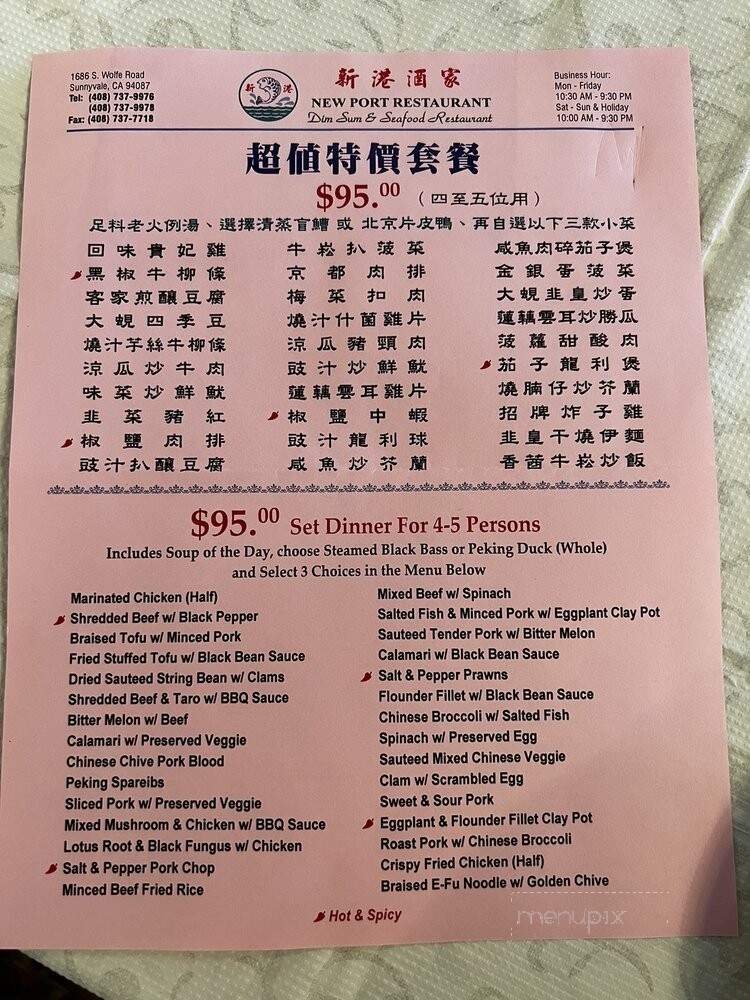 1686 S. Wolfe Road
Sunnyvale, CA 94087
Tel: (408) 737-9976
(408) 737-9978
Fax: (408) 737-7718
新 港
新港酒家
NEW PORT RESTAURANT
Dim Sum & Seafood Restaurant
Business Hour:
Mon - Friday
10:30 AM - 9:30 PM
Sat - Sun & Holiday
10:00 AM - 9:30 PM
超值特價套餐
$95.00 (四至五位用)
足料老火例湯、選擇清蒸盲鰽 或 北京片皮鴨、再自選以下三款小菜
回味貴妃雞 牛崧扒菠菜 咸魚肉碎茄子煲
黑椒牛柳條 京都肉排 金銀蛋菠菜
客家煎釀豆腐 梅菜扣肉 大蜆韮皇炒蛋
大蜆四季豆 燒汁什菌雞片 蓮藕雲耳炒勝瓜
燒汁芋絲牛柳條 涼瓜豬頸肉 菠蘿甜酸肉
涼瓜炒牛肉 豉汁炒鮮魷 茄子龍利煲
味菜炒鮮魷 蓮藕雲耳雞片 燒腩仔炒芥蘭
韮菜豬紅 椒鹽中蝦 招牌炸子雞
椒鹽肉排 豉汁龍利球 韮皇干燒伊麵
豉汁扒釀豆腐 咸魚炒芥蘭 香茜牛崧炒飯
$95.00 Set Dinner For 4-5 Persons
Includes Soup of the Day, choose Steamed Black Bass or Peking Duck (Whole)
and Select 3 Choices in the Menu Below
Marinated Chicken (Half)
Shredded Beef w/ Black Pepper
Braised Tofu w/ Minced Pork
Fried Stuffed Tofu w/ Black Bean Sauce
Dried Sauteed String Bean w/ Clams
Shredded Beef & Taro w/ BBQ Sauce
Bitter Melon w/ Beef
Calamari w/ Preserved Veggie
Chinese Chive Pork Blood
Peking Spareibs
Sliced Pork w/ Preserved Veggie
Mixed Mushroom & Chicken w/ BBQ Sauce
Lotus Root & Black Fungus w/ Chicken
Salt & Pepper Pork Chop
Minced Beef Fried Rice
Mixed Beef w/ Spinach
Salted Fish & Minced Pork w/ Eggplant Clay Pot
Sauteed Tender Pork w/ Bitter Melon
Calamari w/ Black Bean Sauce
Salt & Pepper Prawns
Flounder Fillet w/ Black Bean Sauce
Chinese Broccoli w/ Salted Fish
Spinach w/ Preserved Egg
Sauteed Mixed Chinese Veggie
Clam w/ Scrambled Egg
Sweet & Sour Pork
Eggplant & Flounder Fillet Clay Pot
Roast Pork w/ Chinese Broccoli
Crispy Fried Chicken (Half)
Braised E-Fu Noodle w/ Golden Chive
Hot & Spicy
menupix